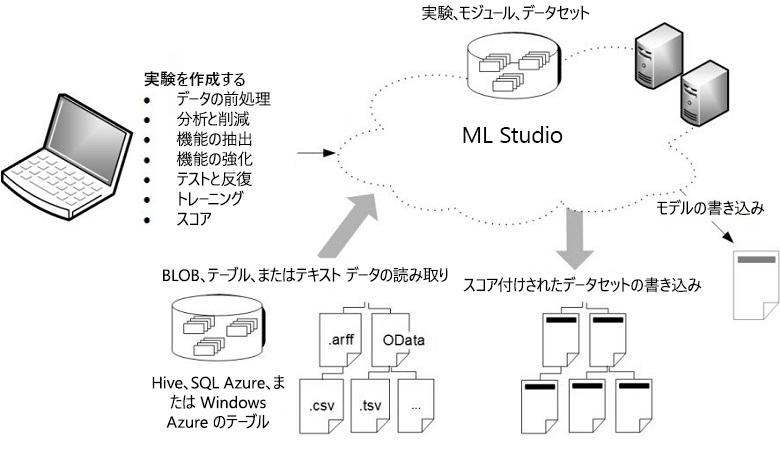 実験、モジュール、データセット
ML Studio
実験を作成する
• データの前処理
• 分析と削減
• 機能の抽出
• 機能の強化
• テストと反復
• トレーニング
• スコア
モデルの書き込み
BLOB、テーブル、またはテキスト データの読み取り
スコア付けされたデータセットの書き込み
.arff
OData
.csv
.tsv
...
Hive、SQL Azure、ま
たは Windows
Azure のテーブル